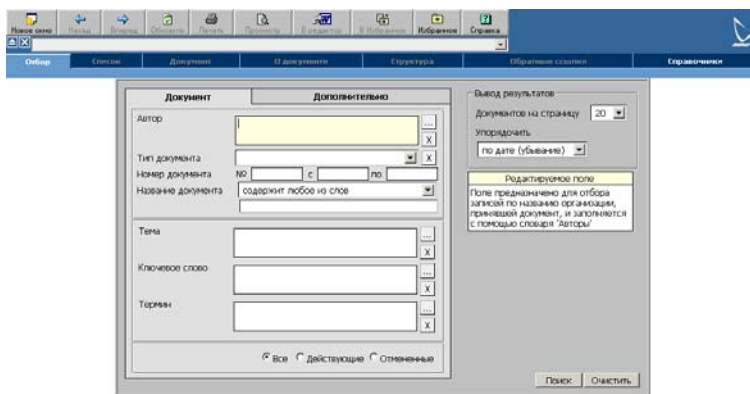 Новое окно Назад Вперед Обновить Печать Просмотр В редактор В Избранное Избранное Справка
Отбор Список Документ О документе Структура Обратные ссылки Справочники
Документ Дополнительно
Автор
...
X
Тип документа X
Номер документа № с по
Название документа содержит любое из слов
Тема
...
X
Ключевое слово
...
X
Термин
...
X
Все Действующие Отмененные
Вывод результатов
Документов на страницу 20
Упорядочить
по дате (убывание)
Редактируемое поле
Поле предназначено для отбора
записей по названию организации,
принявшей документ, и заполняется
с помощью словаря 'Авторы'
Поиск Очистить